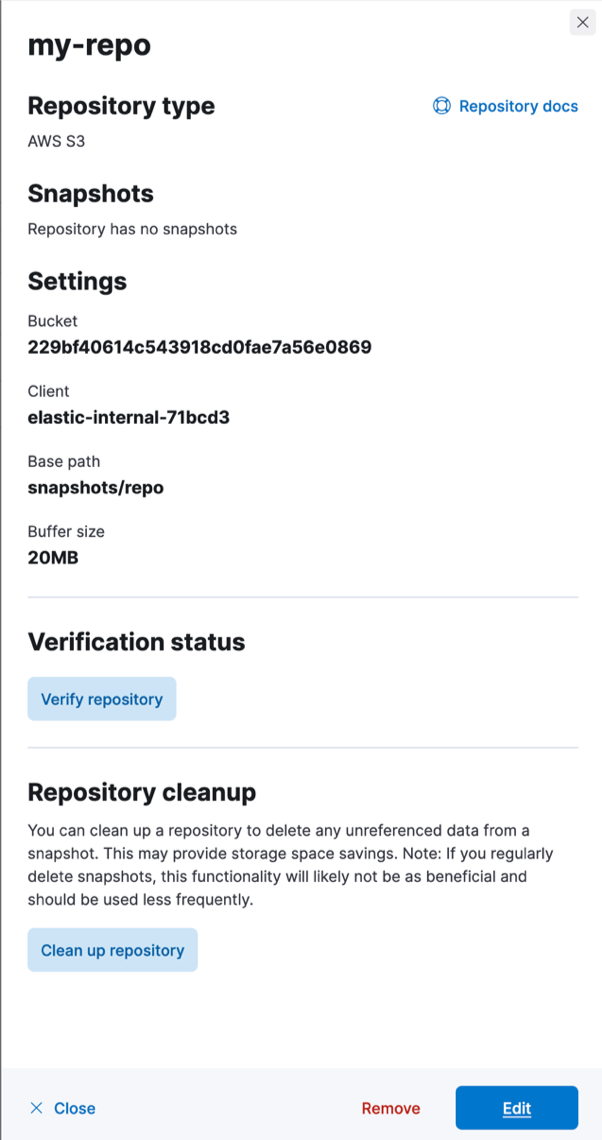 my-repo
Repository type
Repository docs
AWS S3
Snapshots
Repository has no snapshots
Settings
Bucket
229bf40614c543918cd0fae7a56e0869
Client
elastic-internal-71bcd3
Base path
snapshots/repo
Buffer size
20MB
Verification status
Verify repository
Repository cleanup
You can clean up a repository to delete any unreferenced data from a
snapshot. This may provide storage space savings. Note: If you regularly
delete snapshots, this functionality will likely not be as beneficial and
should be used less frequently.
Clean up repository
Close
Remove
Edit